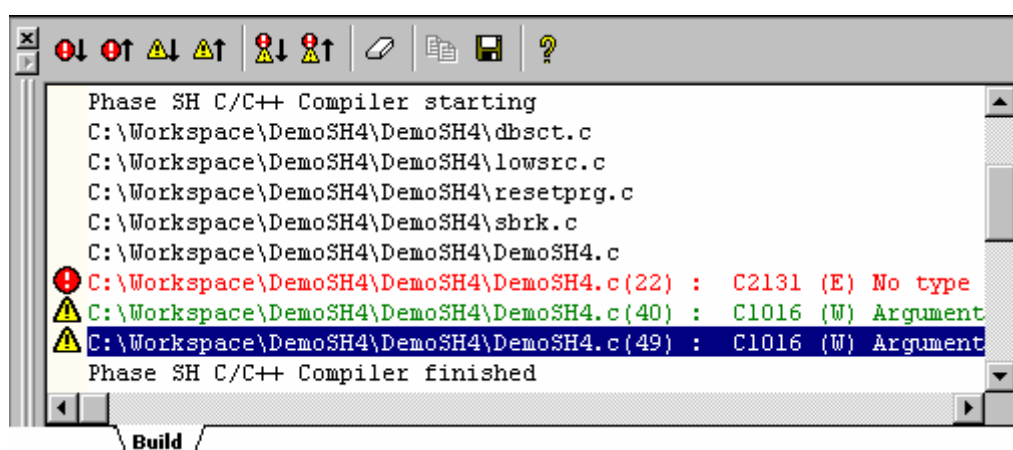 Phase SH C/C++ Compiler starting
C:\Workspace\DemoSH4\DemoSH4\dbsct.c
C:\Workspace\DemoSH4\DemoSH4\lowsrc.c
C:\Workspace\DemoSH4\DemoSH4\resetprg.c
C:\Workspace\DemoSH4\DemoSH4\sbrk.c
C:\Workspace\DemoSH4\DemoSH4\DemoSH4.c
C:\Workspace\DemoSH4\DemoSH4\DemoSH4.c(22) : C2131 (E) No type
C:\Workspace\DemoSH4\DemoSH4\DemoSH4.c(40) : C1016 (W) Argument
C:\Workspace\DemoSH4\DemoSH4\DemoSH4.c(49) : C1016 (W) Argument
Phase SH C/C++ Compiler finished
Build